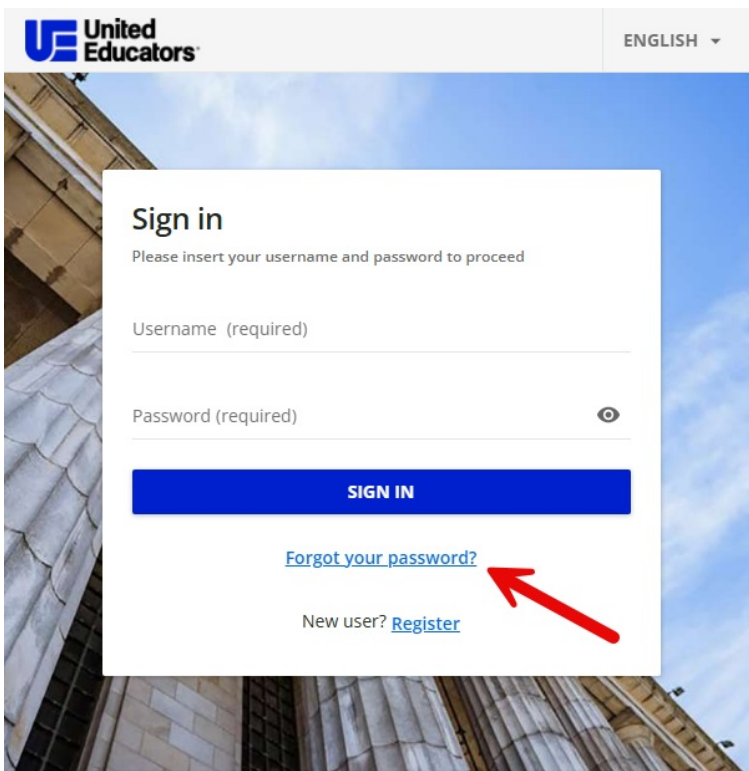 United
Educators
ENGLISH
Sign in
Please insert your username and password to proceed
Username (required)
Password (required)
SIGN IN
Forgot your password?
New user? Register